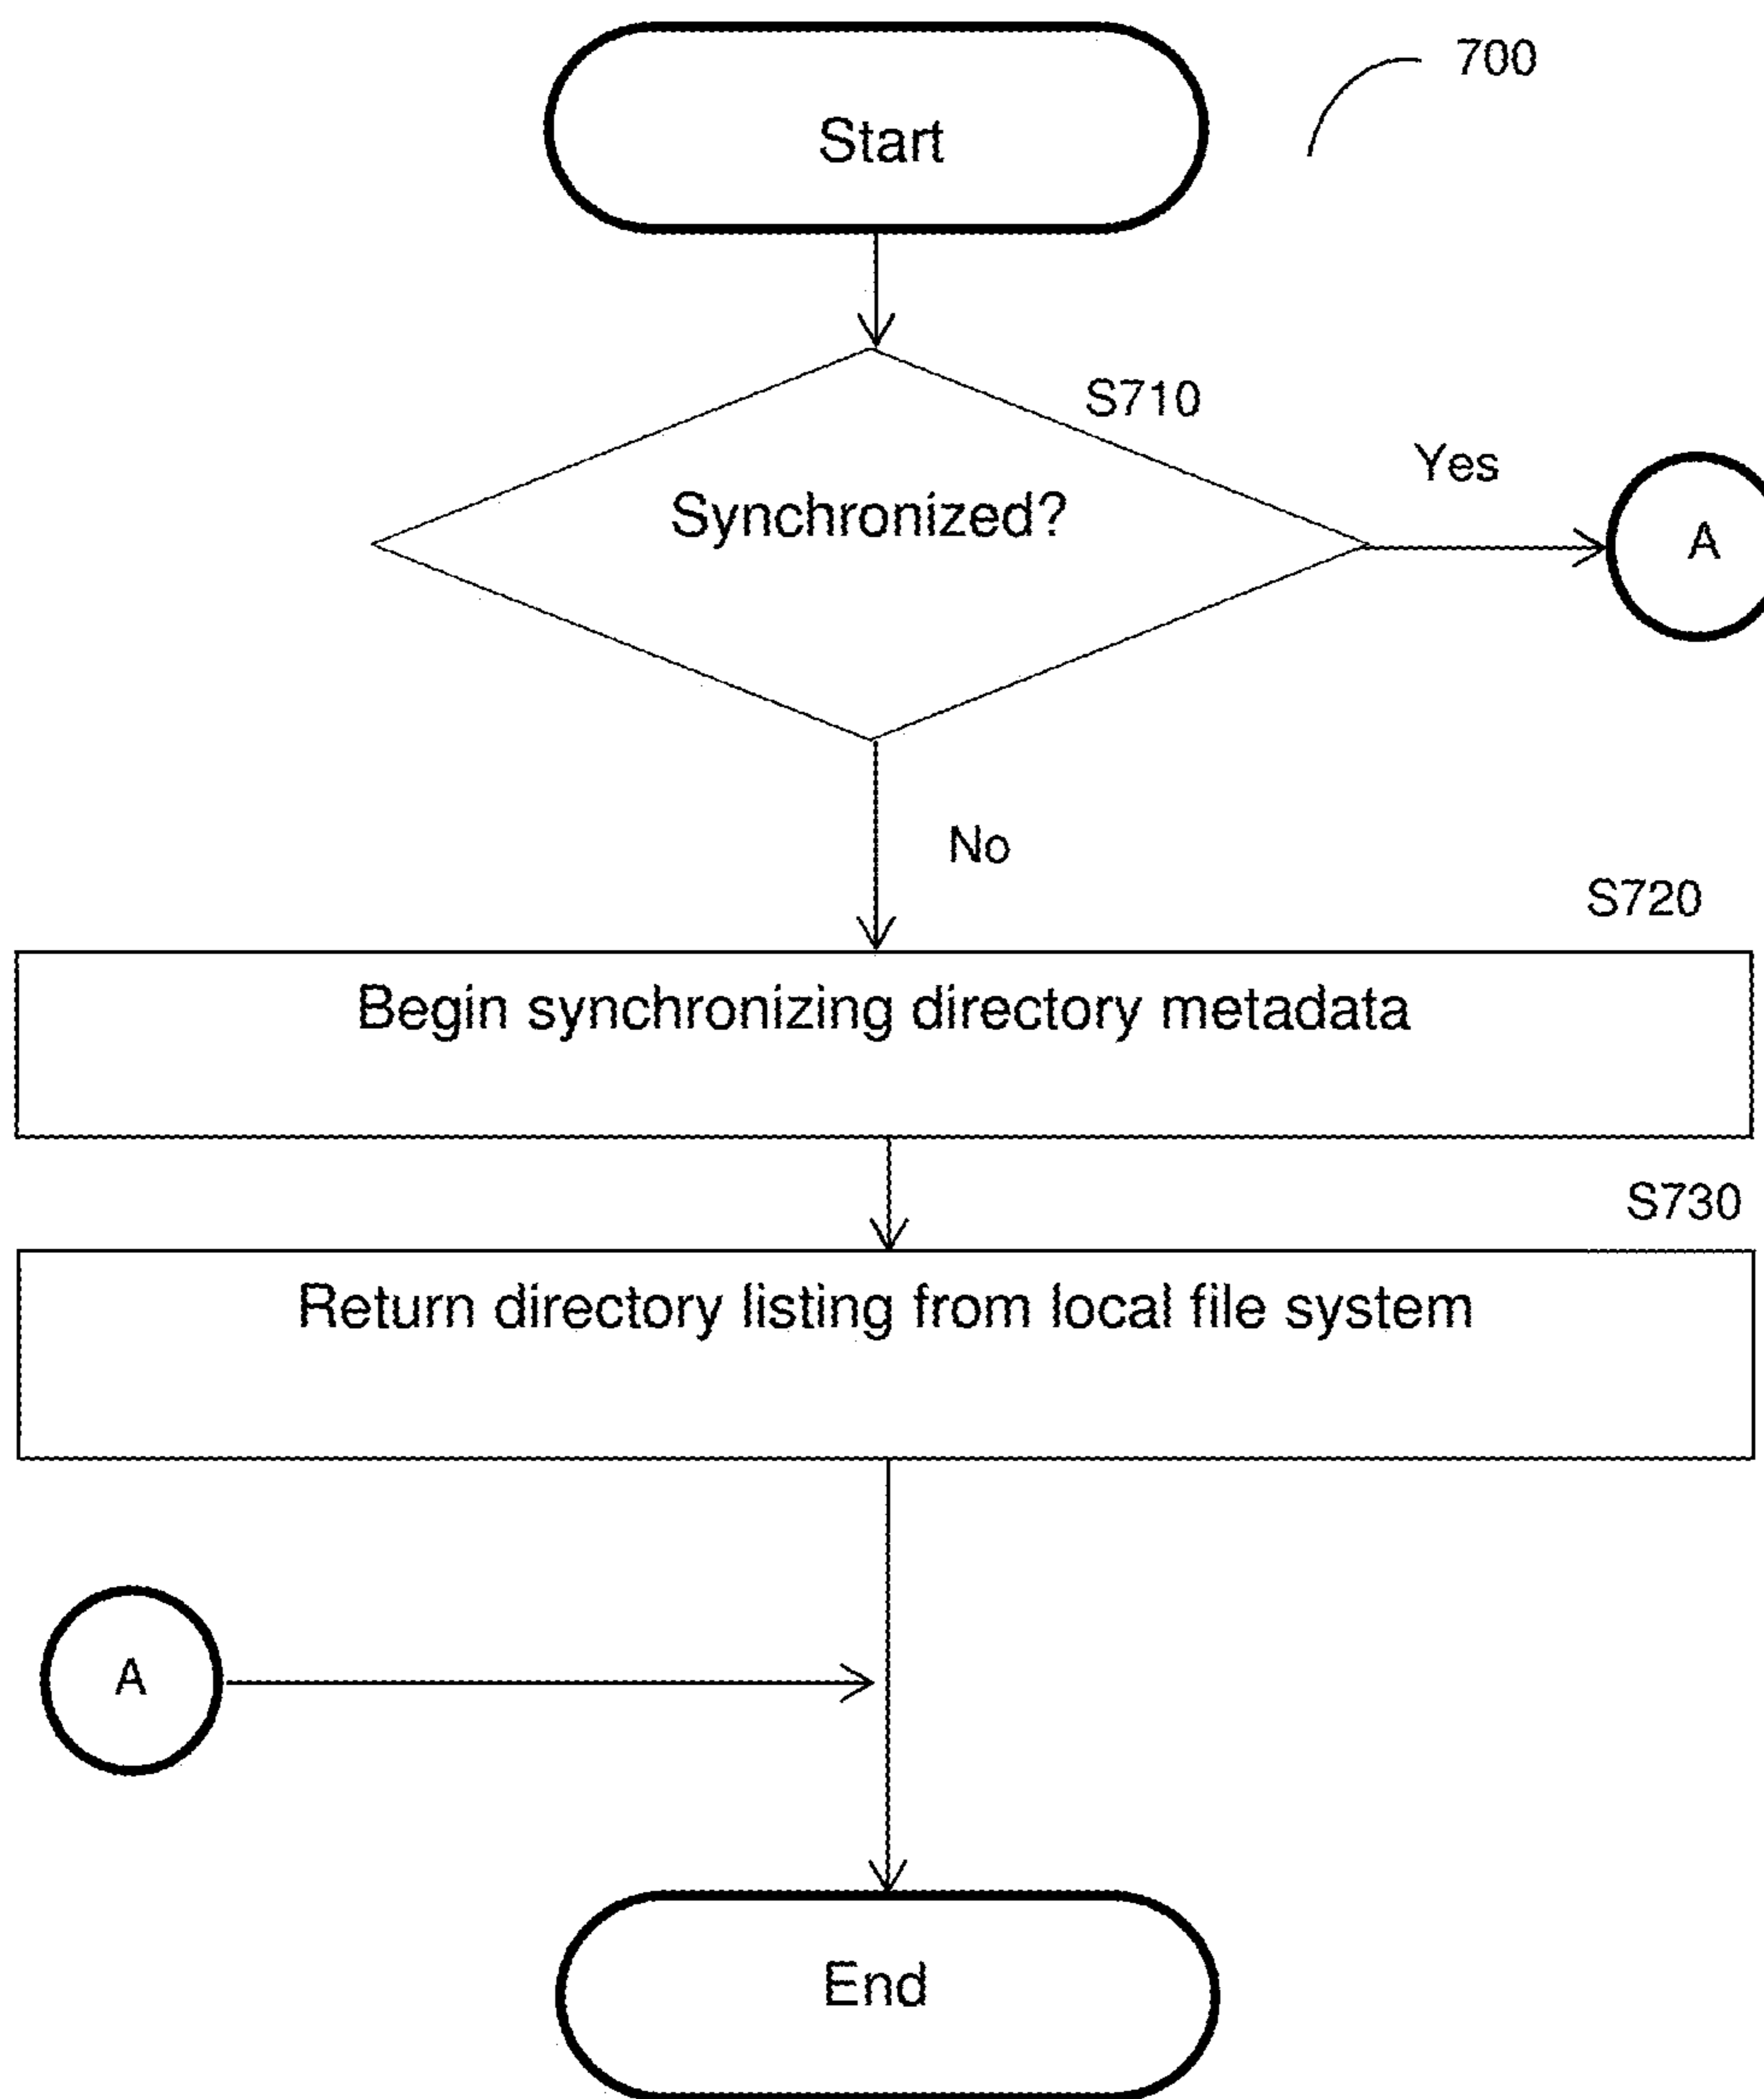 Start
700
S710
Synchronized?
Yes
A
No
S720
Begin synchronizing directory metadata
S730
Return directory listing from local file system
A
End